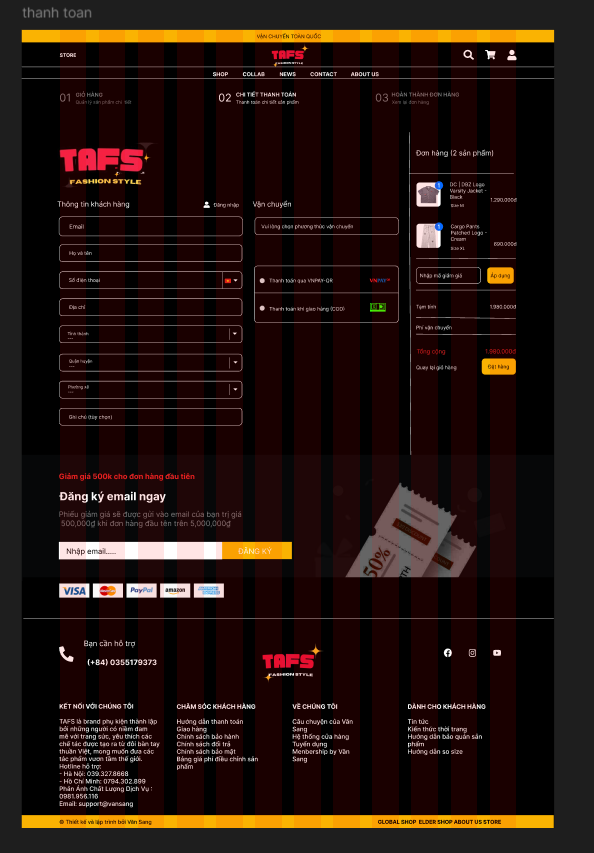 thanh toan
VẬN CHUYỂN TOÀN QUỐC
STORE
TAFS
FASHION STYLE
SHOP COLLAB NEWS CONTACT ABOUT US
01 GIỎ HÀNG
Quản lý sản phẩm chi tiết
02 CHI TIẾT THANH TOÁN
Thanh toán chi tiết sản phẩm
03 HOÀN THÀNH ĐƠN HÀNG
Xem lại đơn hàng
TAFS
FASHION STYLE
Thông tin khách hàng
Đăng nhập
Email
Họ và tên
Số điện thoại
Địa chỉ
Tỉnh thành
---
Quận huyện
---
Phường xã
---
Gòi chú (tùy chọn)
Vận chuyển
Vui lòng chọn phương thức vận chuyển
Thanh toán qua VNPAY-QR
VNPAY
Thanh toán khi giao hàng (COD)
Đơn hàng (2 sản phẩm)
1
DC | DBZ Logo
Varsity Jacket -
Black
Size M
1,290,000đ
1
Cargo Pants
Patched Logo -
Cream
Size XL
690,000đ
Nhập mã giảm giá
Áp dụng
Tạm tính
1.980.000đ
Phí vận chuyển
Tổng cộng
1.980.000đ
Quay lại giỏ hàng
Đặt hàng
Giảm giá 500k cho đơn hàng đầu tiên
Đăng ký email ngay
Phiếu giảm giá sẽ được gửi vào email của bạn trị giá
500,000₫ khi đơn hàng đầu tên trên 5,000,000₫
Nhập email.....
ĐĂNG KÝ
50%
VISA MasterCard PayPal amazon AMERICAN EXPRESS
Bạn cần hỗ trợ
(+84) 0355179373
TAFS
FASHION STYLE
KẾT NỐI VỚI CHÚNG TÔI
TAFS là brand phụ kiện thành lập
bởi những người có niềm đam
mê với trang sức, yêu thích các
chế tác được tạo ra từ đôi bàn tay
thuần Việt, mong muốn đưa các
tác phẩm vươn tầm thế giới.
Hotline hỗ trợ:
- Hà Nội: 039.327.8668
- Hồ Chí Minh: 0794.302.899
Phản Ánh Chất Lượng Dịch Vụ :
0981.956.116
Email: support@vansang
CHĂM SÓC KHÁCH HÀNG
Hướng dẫn thanh toán
Giao hàng
Chính sách bảo hành
Chính sách đổi trả
Chính sách bảo mật
Bảng giá phí điều chỉnh sản
phẩm
VỀ CHÚNG TÔI
Câu chuyện của Văn
Sang
Hệ thống cửa hàng
Tuyển dụng
Menbership by Văn
Sang
DÀNH CHO KHÁCH HÀNG
Tin tức
Kiến thức thời trang
Hướng dẫn bảo quản sản
phẩm
Hướng dẫn so size
© Thiết kế và lập trình bởi Văn Sang
GLOBAL SHOP ELDER SHOP ABOUT US STORE